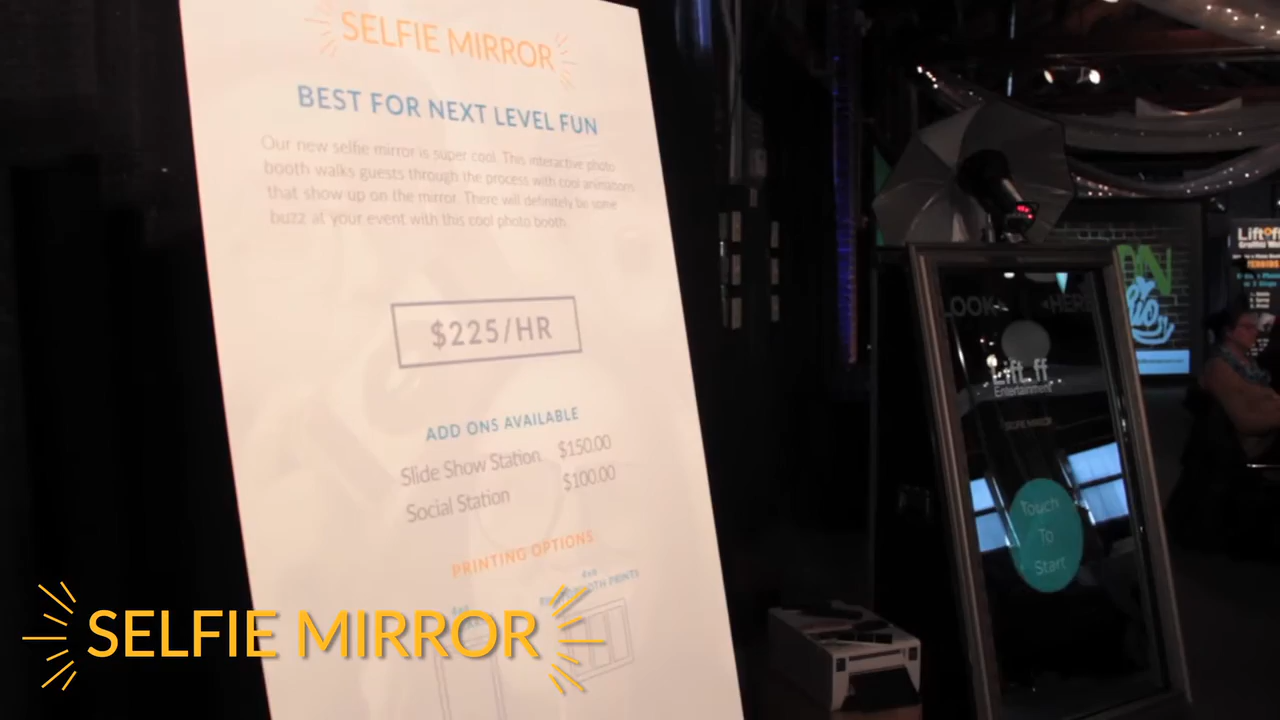 SELFIE MIRROR
BEST FOR NEXT LEVEL FUN
Our new selfie mirror is super cool. This interactive photo
booth walks guests through the process with cool animations
that show up on the mirror. There will definitely be some
buzz at your event with this cool photo booth.
$225/HR
ADD ONS AVAILABLE
Slide Show Station $150.00
Social Station $100.00
PRINTING OPTIONS
PRINTS
SELFIE MIRROR
LOOK HERE
Liftoff
Entertainment
SELFIE MIRROR
Touch
To
Start
Liftoff